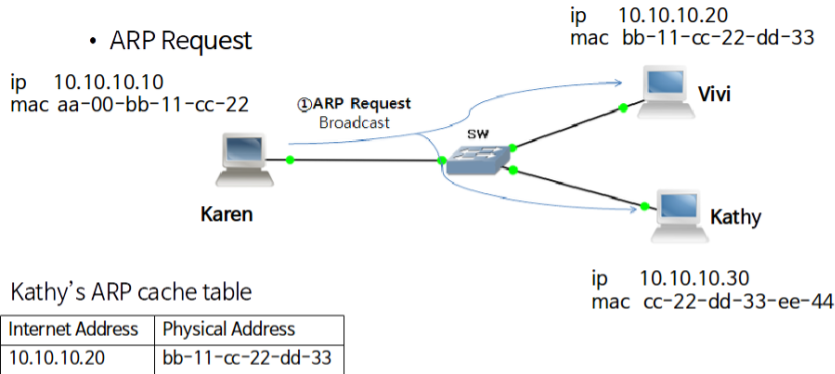 • ARP Request
ip 10.10.10.20
mac bb-11-cc-22-dd-33
ip 10.10.10.10
mac aa-00-bb-11-cc-22
①ARP Request
Broadcast
Vivi
SW
Karen
Kathy
ip 10.10.10.30
mac cc-22-dd-33-ee-44
Kathy's ARP cache table
Internet Address Physical Address
10.10.10.20 bb-11-cc-22-dd-33